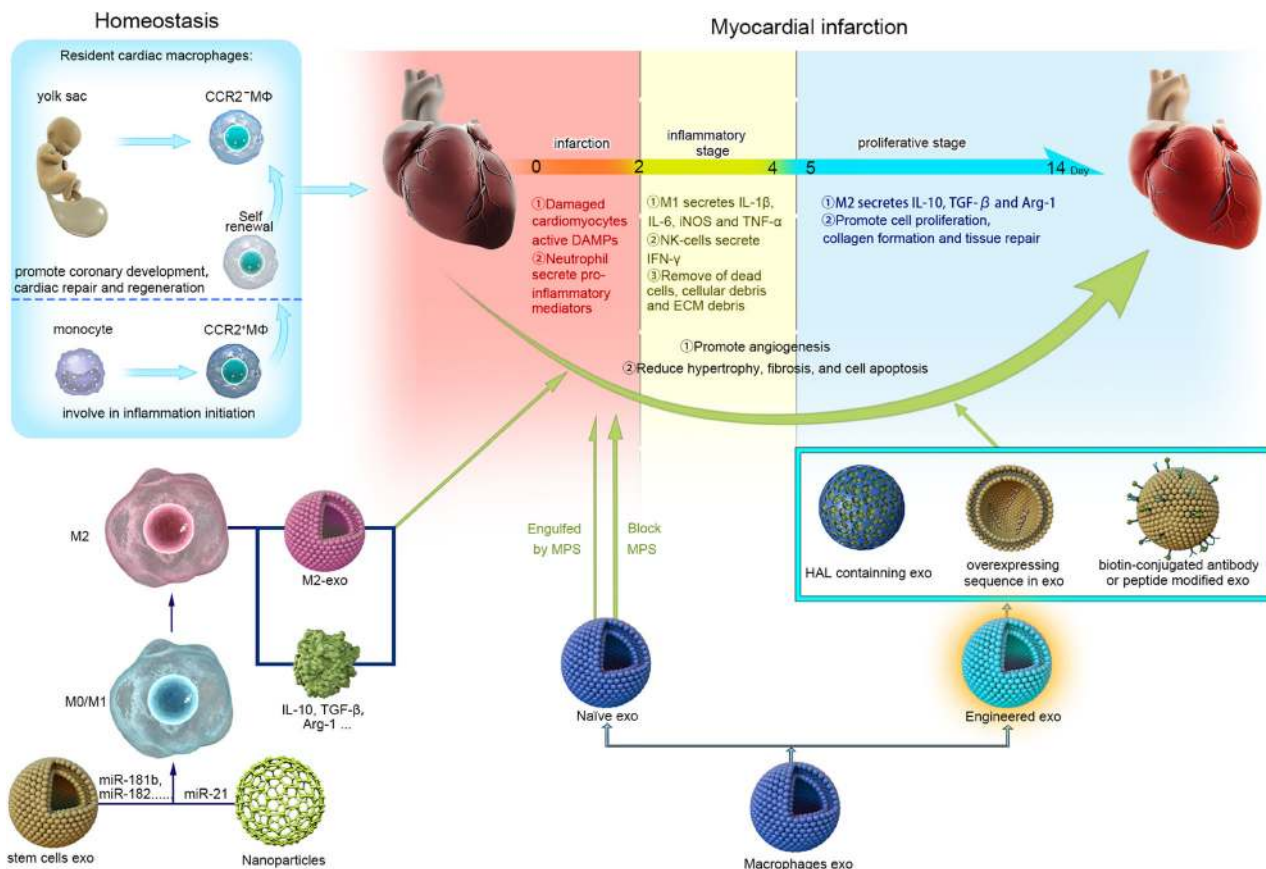 Homeostasis
Resident cardiac macrophages:
yolk sac
CCR2⁻MΦ
Self
renewal
promote coronary development,
cardiac repair and regeneration
monocyte
CCR2⁺MΦ
involve in inflammation initiation
Myocardial infarction
infarction
inflammatory
stage
proliferative stage
0
2
4
5
14 Day
①Damaged
cardiomyocytes
active DAMPs
②Neutrophil
secrete pro-
inflammatory
mediators
①M1 secretes IL-1β,
IL-6, iNOS and TNF-α
②NK-cells secrete
IFN-γ
③Remove of dead
cells, cellular debris
and ECM debris
①M2 secretes IL-10, TGF-β and Arg-1
②Promote cell proliferation,
collagen formation and tissue repair
①Promote angiogenesis
②Reduce hypertrophy, fibrosis, and cell apoptosis
M2
M2-exo
M0/M1
IL-10, TGF-β,
Arg-1 ...
miR-181b,
miR-182......
miR-21
stem cells exo
Nanoparticles
Engulfed
by MPS
Block
MPS
Naïve exo
HAL containning exo
overexpressing
sequence in exo
biotin-conjugated antibody
or peptide modified exo
Engineered exo
Macrophages exo